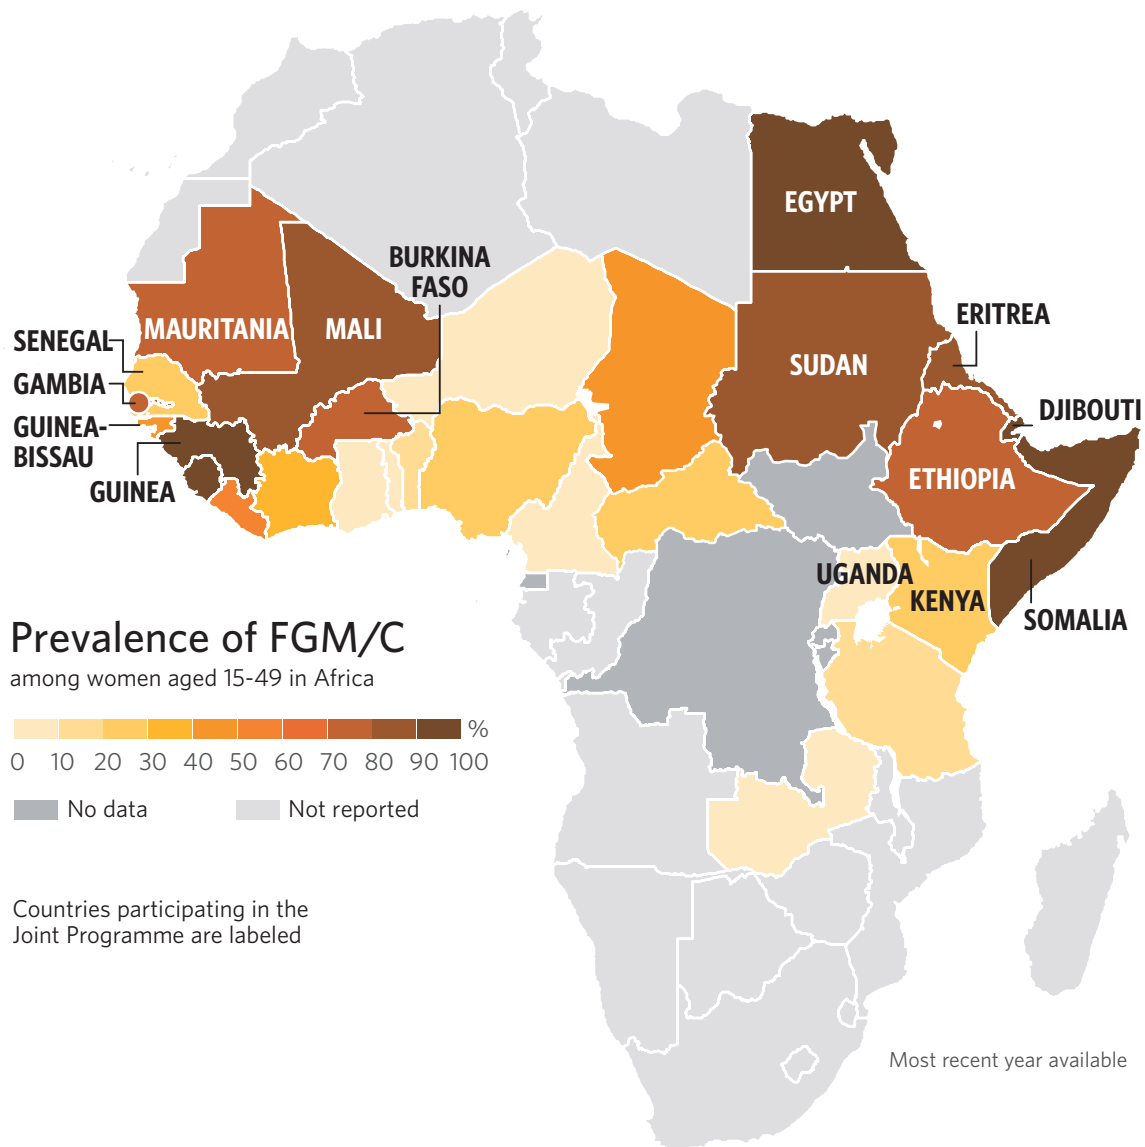 EGYPT
BURKINA
FASO
ERITREA
MAURITANIA
MALI
SENEGAL
SUDAN
GAMBIA
DJIBOUTI
GUINEA-
BISSAU
ETHIOPIA
GUINEA
UGANDA
KENYA
SOMALIA
Prevalence of FGM/C
among women aged 15-49 in Africa
%
0 10 20 30 40 50 60 70 80 90 100
No data
Not reported
Countries participating in the
Joint Programme are labeled
Most recent year available